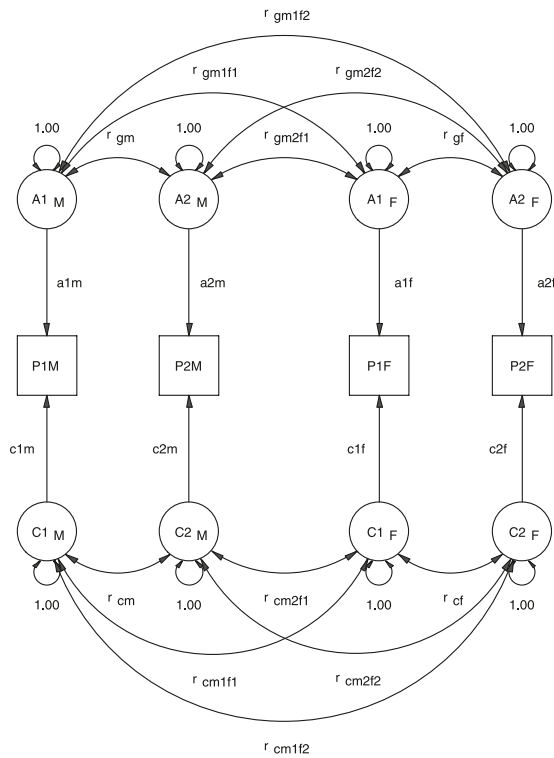 r gm1f2
r gm1f1 r gm2f2
1.00 r gm 1.00 r gm2f1 1.00 r gf 1.00
A1 M A2 M A1 F A2 F
a1m a2m a1f a2f
P1M P2M P1F P2F
c1m c2m c1f c2f
C1 M C2 M C1 F C2 F
1.00 r cm 1.00 r cm2f1 1.00 r cf 1.00
r cm1f1 r cm2f2
r cm1f2